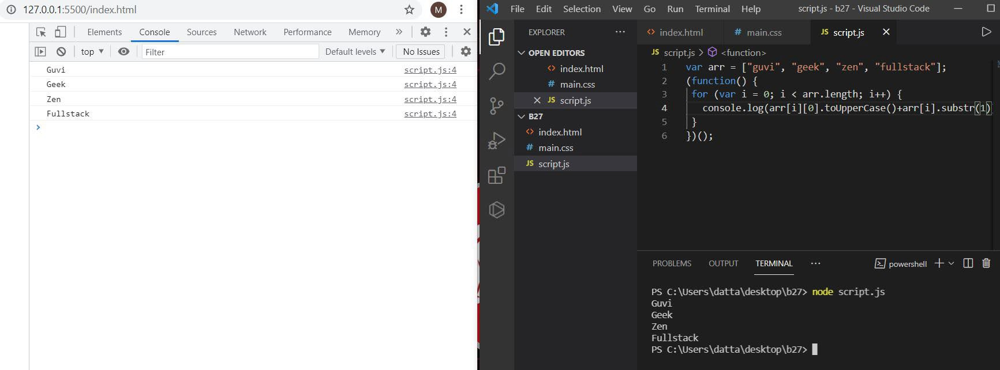 127.0.0.1:5500/index.html
M
Elements Console Sources Network Performance Memory »
top ▼ Filter Default levels ▼ No Issues
Guvi script.js:4
Geek script.js:4
Zen script.js:4
Fullstack script.js:4
>
File Edit Selection View Go Run Terminal Help script.js - b27 - Visual Studio Code
EXPLORER ···
OPEN EDITORS
<> index.html
# main.css
× JS script.js
B27
<> index.html
# main.css
JS script.js
<> index.html # main.css JS script.js ×
JS script.js > <function>
1 var arr = ["guvi", "geek", "zen", "fullstack"];
2 (function() {
3 for (var i = 0; i < arr.length; i++) {
4 console.log(arr[i][0].toUpperCase()+arr[i].substr(1)
5 }
6 })();
PROBLEMS OUTPUT TERMINAL ··· powershell
PS C:\Users\datta\desktop\b27> node script.js
Guvi
Geek
Zen
Fullstack
PS C:\Users\datta\desktop\b27>